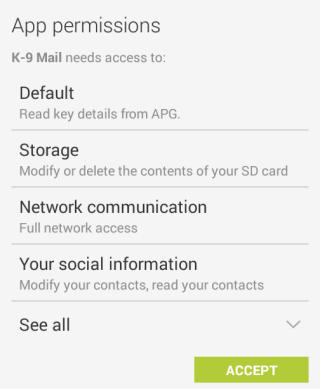 App permissions
K-9 Mail needs access to:
Default
Read key details from APG.
Storage
Modify or delete the contents of your SD card
Network communication
Full network access
Your social information
Modify your contacts, read your contacts
See all
ACCEPT